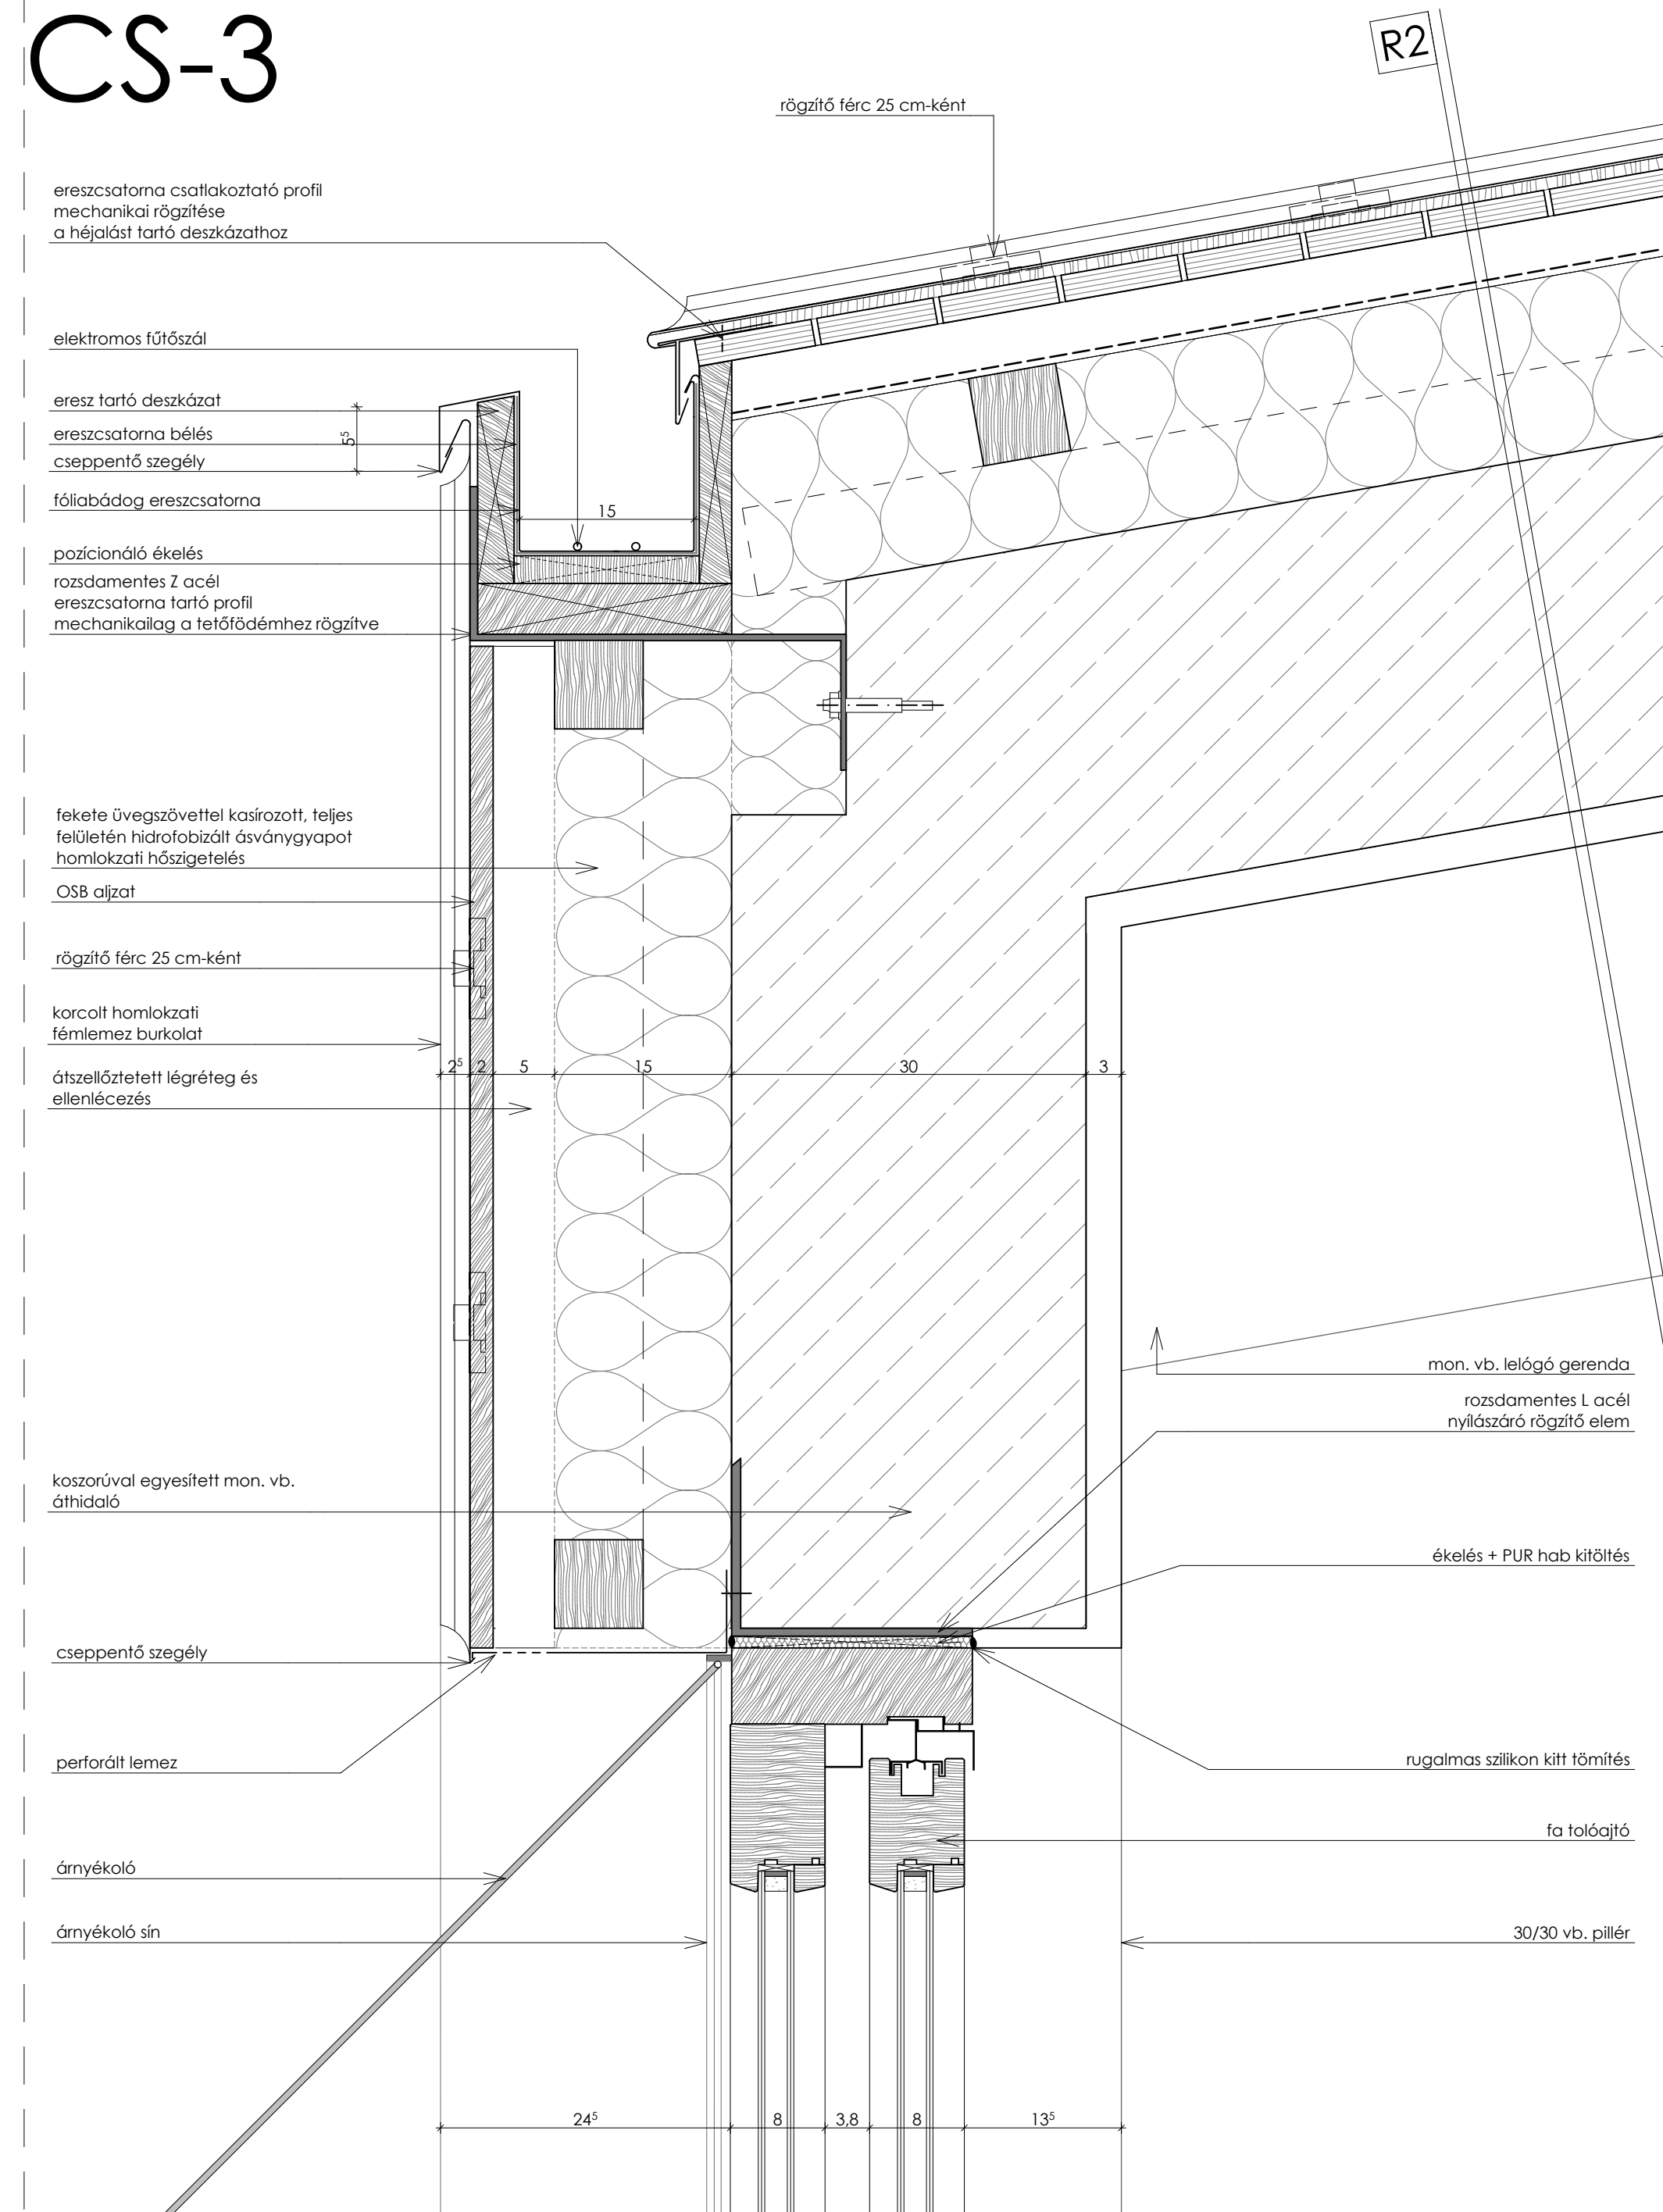 CS-3
R2
rögzítő férc 25 cm-ként
ereszcsatorna csatlakoztató profil
mechanikai rögzítése
a héjalást tartó deszkázathoz
elektromos fűtőszál
eresz tartó deszkázat
5⁵
ereszcsatorna bélés
cseppentő szegély
fóliabádog ereszcsatorna
15
pozícionáló ékelés
rozsdamentes Z acél
ereszcsatorna tartó profil
mechanikailag a tetőfödémhez rögzítve
fekete üvegszövettel kasírozott, teljes
felületén hidrofobizált ásványgyapot
homlokzati hőszigetelés
OSB aljzat
rögzítő férc 25 cm-ként
korcolt homlokzati
fémlemez burkolat
2⁵ 2 5 15 30 3
átszellőztetett légréteg és
ellenlécezés
mon. vb. lelógó gerenda
rozsdamentes L acél
nyílászáró rögzítő elem
koszorúval egyesített mon. vb.
áthidaló
ékelés + PUR hab kitöltés
cseppentő szegély
perforált lemez
rugalmas szilikon kitt tömítés
fa tolóajtó
árnyékoló
árnyékoló sín
30/30 vb. pillér
24⁵ 8 3,8 8 13⁵